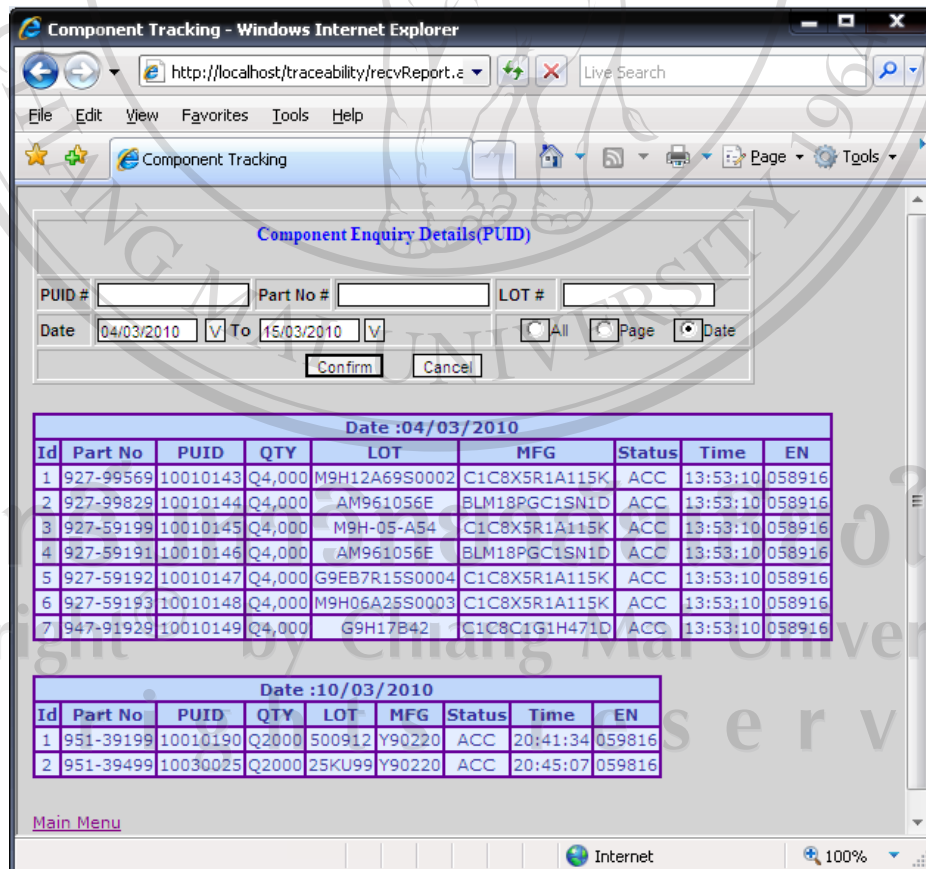 Component Tracking - Windows Internet Explorer
http://localhost/traceability/recvReport.a
Live Search
File Edit View Favorites Tools Help
Component Tracking
Page Tools
Component Enquiry Details(PUID)
PUID # Part No # LOT #
Date 04/03/2010 V To 15/03/2010 V All Page Date
Confirm Cancel
Date :04/03/2010
Id Part No PUID QTY LOT MFG Status Time EN
1 927-99569 10010143 Q4,000 M9H12A69S0002 C1C8X5R1A115K ACC 13:53:10 058916
2 927-99829 10010144 Q4,000 AM961056E BLM18PGC1SN1D ACC 13:53:10 058916
3 927-59199 10010145 Q4,000 M9H-05-A54 C1C8X5R1A115K ACC 13:53:10 058916
4 927-59191 10010146 Q4,000 AM961056E BLM18PGC1SN1D ACC 13:53:10 058916
5 927-59192 10010147 Q4,000 G9EB7R15S0004 C1C8X5R1A115K ACC 13:53:10 058916
6 927-59193 10010148 Q4,000 M9H06A25S0003 C1C8X5R1A115K ACC 13:53:10 058916
7 947-91929 10010149 Q4,000 G9H17B42 C1C8C1G1H471D ACC 13:53:10 058916
Date :10/03/2010
Id Part No PUID QTY LOT MFG Status Time EN
1 951-39199 10010190 Q2000 500912 Y90220 ACC 20:41:34 059816
2 951-39499 10030025 Q2000 25KU99 Y90220 ACC 20:45:07 059816
Main Menu
Internet 100%
right by Chiang Mai Univer
rights reserv